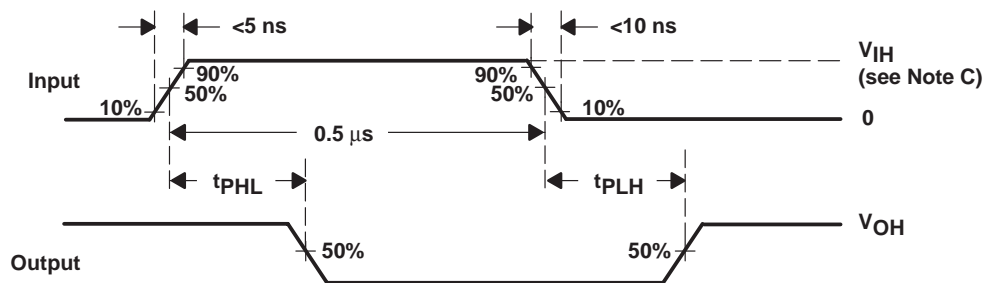 <5 ns
<10 ns
VIH
(see Note C)
Input
90%
50%
10%
90%
50%
10%
0
0.5 μs
tPHL
tPLH
VOH
50%
50%
Output